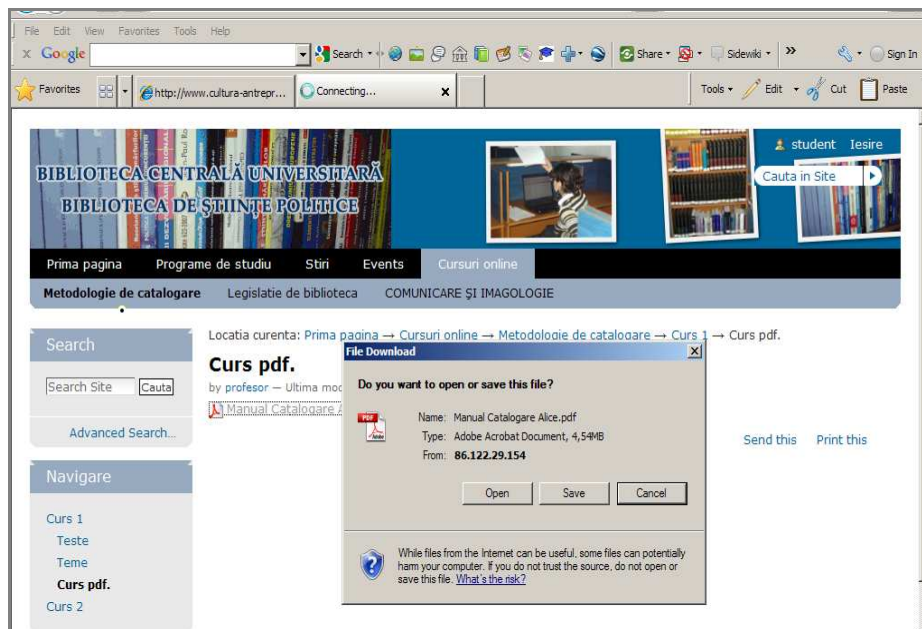 File Edit View Favorites Tools Help
x Google Search Share Sidewiki » Sign In
Favorites http://www.cultura-antrepr... Connecting... x Tools Edit Cut Paste
student Iesire
BIBLIOTECA CENTRALĂ UNIVERSITARĂ
Cauta in Site
BIBLIOTECA DE ȘTIINȚE POLITICE
Prima pagina Programe de studiu Stiri Events Cursuri online
Metodologie de catalogare Legislatie de biblioteca COMUNICARE ȘI IMAGOLOGIE
Search
Locatia curenta: Prima pagina → Cursuri online → Metodologie de catalogare → Curs 1 → Curs pdf.
Curs pdf.
Search Site Cauta
by profesor — Ultima mod
Manual Catalogare A
Advanced Search...
Send this Print this
Navigare
Curs 1
Teste
Teme
Curs pdf.
Curs 2
File Download
Do you want to open or save this file?
PDF
Adobe
Name: Manual Catalogare Alice.pdf
Type: Adobe Acrobat Document, 4,54MB
From: 86.122.29.154
Open Save Cancel
While files from the Internet can be useful, some files can potentially
harm your computer. If you do not trust the source, do not open or
save this file. What's the risk?